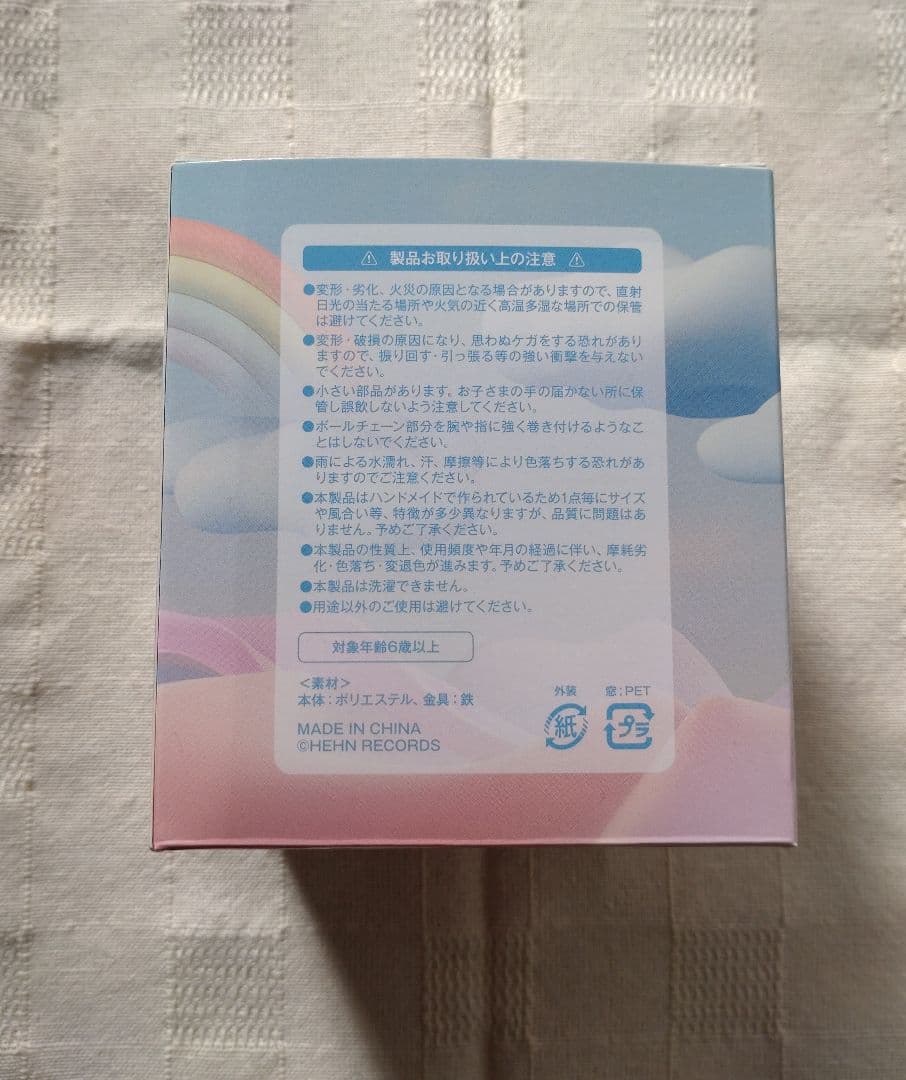 ⚠ 製品お取り扱い上の注意 ⚠
●変形・劣化、火災の原因となる場合がありますので、直射
日光の当たる場所や火気の近く高温多湿な場所での保管
は避けてください。
●変形・破損の原因になり、思わぬケガをする恐れがあり
ますので、振り回す・引っ張る等の強い衝撃を与えない
でください。
●小さい部品があります。お子さまの手の届かない所に保
管し誤飲しないよう注意してください。
●ボールチェーン部分を腕や指に強く巻き付けるようなこ
とはしないでください。
●雨による水濡れ、汗、摩擦等により色落ちする恐れがあ
りますのでご注意ください。
●本製品はハンドメイドで作られているため1点毎にサイズ
や風合い等、特徴が多少異なりますが、品質に問題はあ
りません。予めご了承ください。
●本製品の性質上、使用頻度や年月の経過に伴い、摩耗劣
化・色落ち・変退色が進みます。予めご了承ください。
●本製品は洗濯できません。
●用途以外のご使用は避けてください。
対象年齢6歳以上
＜素材＞
本体：ポリエステル、金具：鉄
MADE IN CHINA
©HEHN RECORDS
外装 窓：PET
紙 プラ